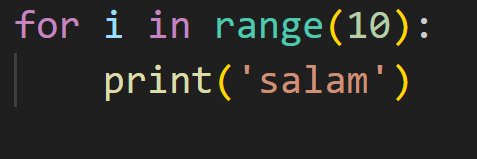 for i in range(10):
    print('salam')